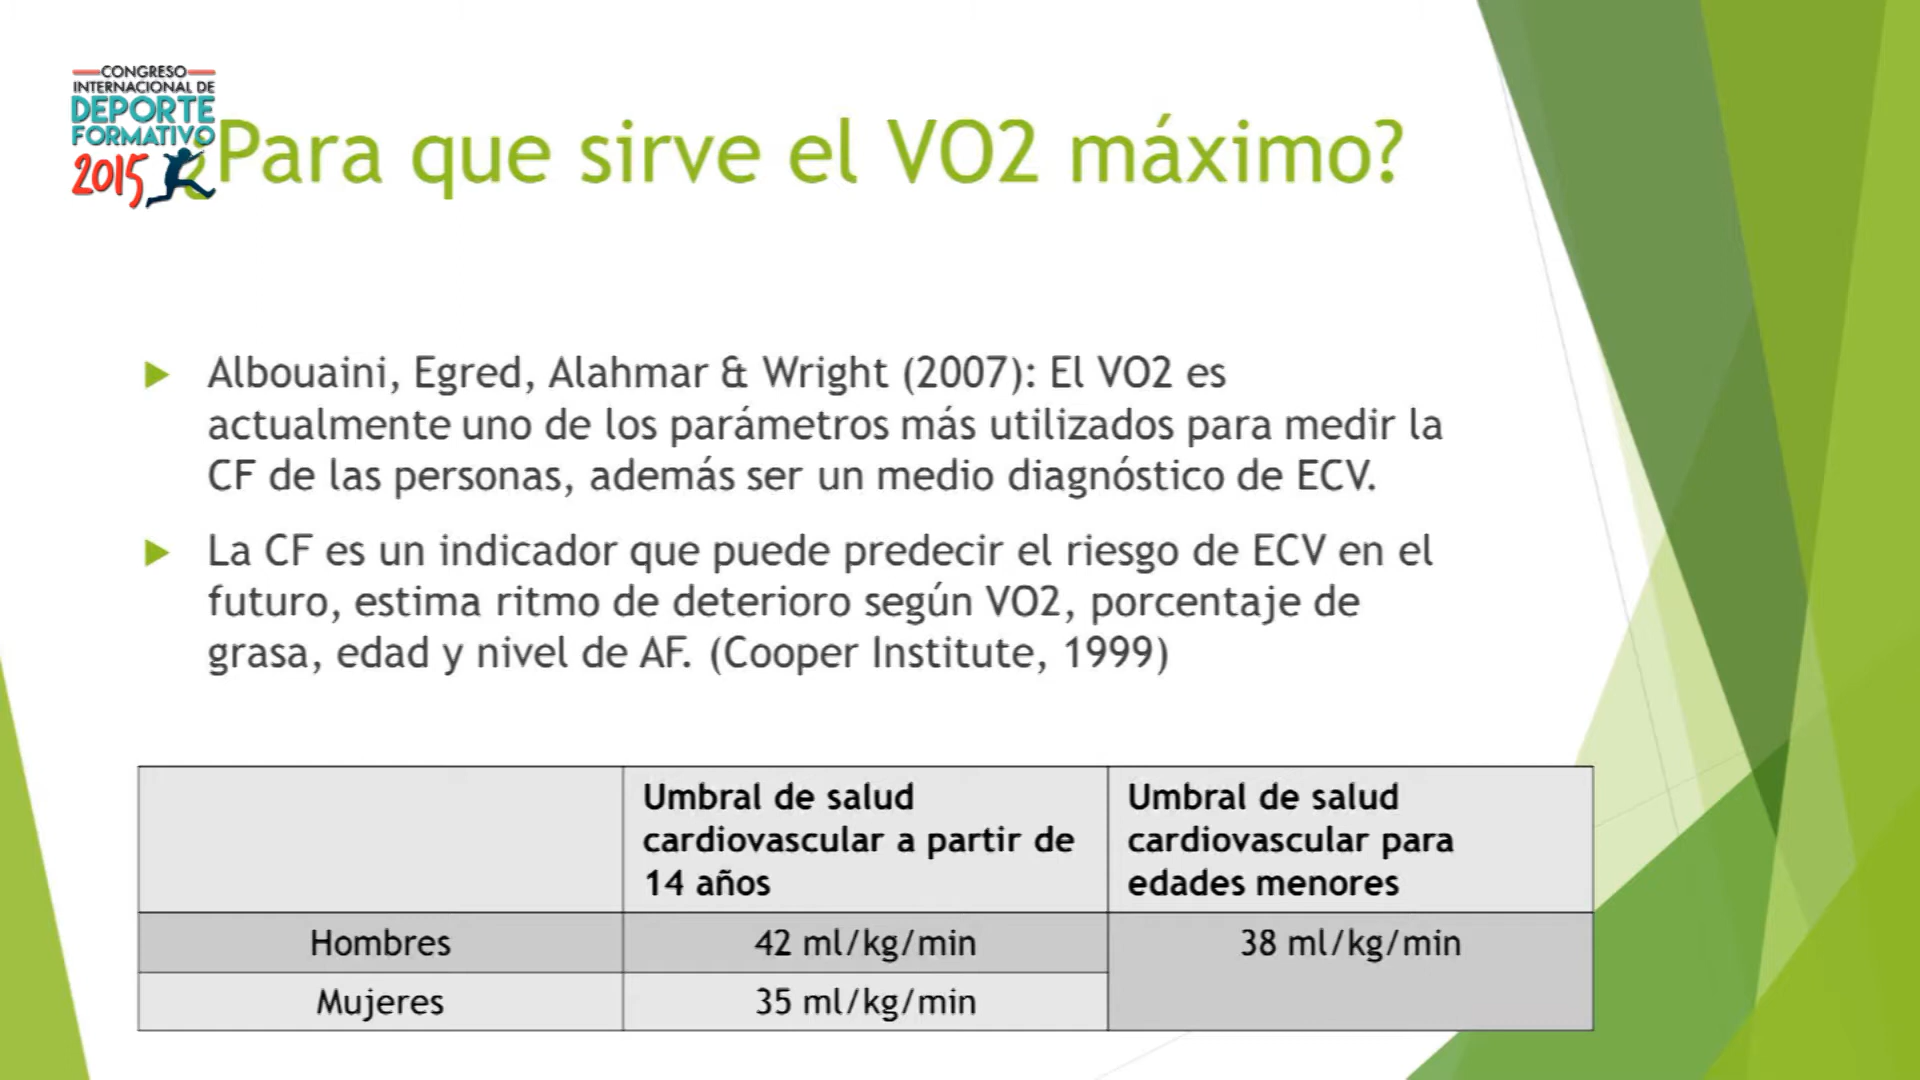 CONGRESO
INTERNACIONAL DE
DEPORTE
FORMATIVO
2015
¿Para que sirve el VO2 máximo?
Albouaini, Egred, Alahmar & Wright (2007): El VO2 es
actualmente uno de los parámetros más utilizados para medir la
CF de las personas, además ser un medio diagnóstico de ECV.
La CF es un indicador que puede predecir el riesgo de ECV en el
futuro, estima ritmo de deterioro según VO2, porcentaje de
grasa, edad y nivel de AF. (Cooper Institute, 1999)
Umbral de salud
cardiovascular a partir de
14 años
Umbral de salud
cardiovascular para
edades menores
Hombres
42 ml/kg/min
38 ml/kg/min
Mujeres
35 ml/kg/min